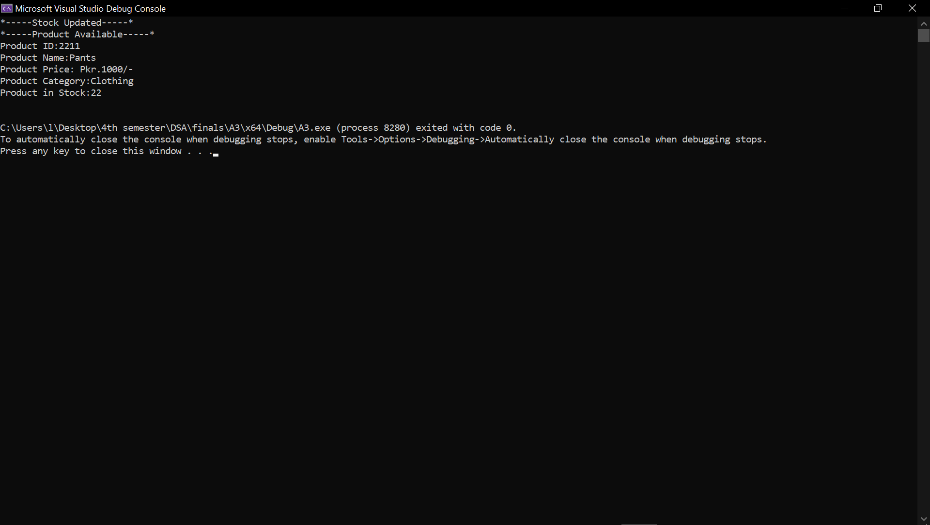 Microsoft Visual Studio Debug Console
*-----Stock Updated-----*
*-----Product Available-----*
Product ID:2211
Product Name:Pants
Product Price: Pkr.1000/-
Product Category:Clothing
Product in Stock:22
C:\Users\l\Desktop\4th semester\DSA\finals\A3\x64\Debug\A3.exe (process 8280) exited with code 0.
To automatically close the console when debugging stops, enable Tools->Options->Debugging->Automatically close the console when debugging stops.
Press any key to close this window . . .